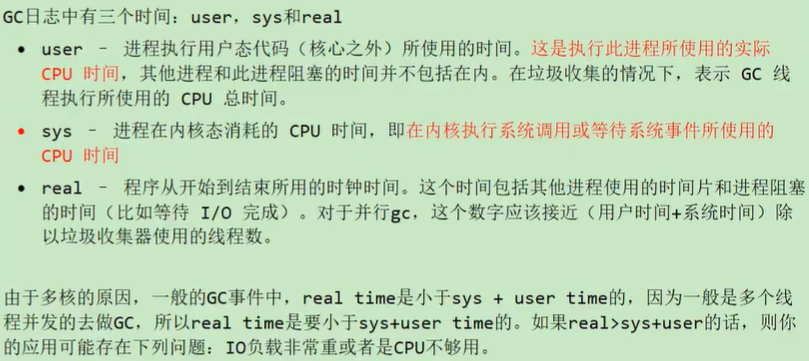 GC日志中有三个时间：user，sys和real
• user – 进程执行用户态代码（核心之外）所使用的时间。这是执行此进程所使用的实际
CPU 时间，其他进程和此进程阻塞的时间并不包括在内。在垃圾收集的情况下，表示 GC 线
程执行所使用的 CPU 总时间。
• sys – 进程在内核态消耗的 CPU 时间，即在内核执行系统调用或等待系统事件所使用的
CPU 时间
• real – 程序从开始到结束所用的时钟时间。这个时间包括其他进程使用的时间片和进程阻塞
的时间（比如等待 I/O 完成）。对于并行gc，这个数字应该接近（用户时间+系统时间）除
以垃圾收集器使用的线程数。
由于多核的原因，一般的GC事件中，real time是小于sys + user time的，因为一般是多个线
程并发的去做GC，所以real time是要小于sys+user time的。如果real>sys+user的话，则你
的应用可能存在下列问题：IO负载非常重或者是CPU不够用。